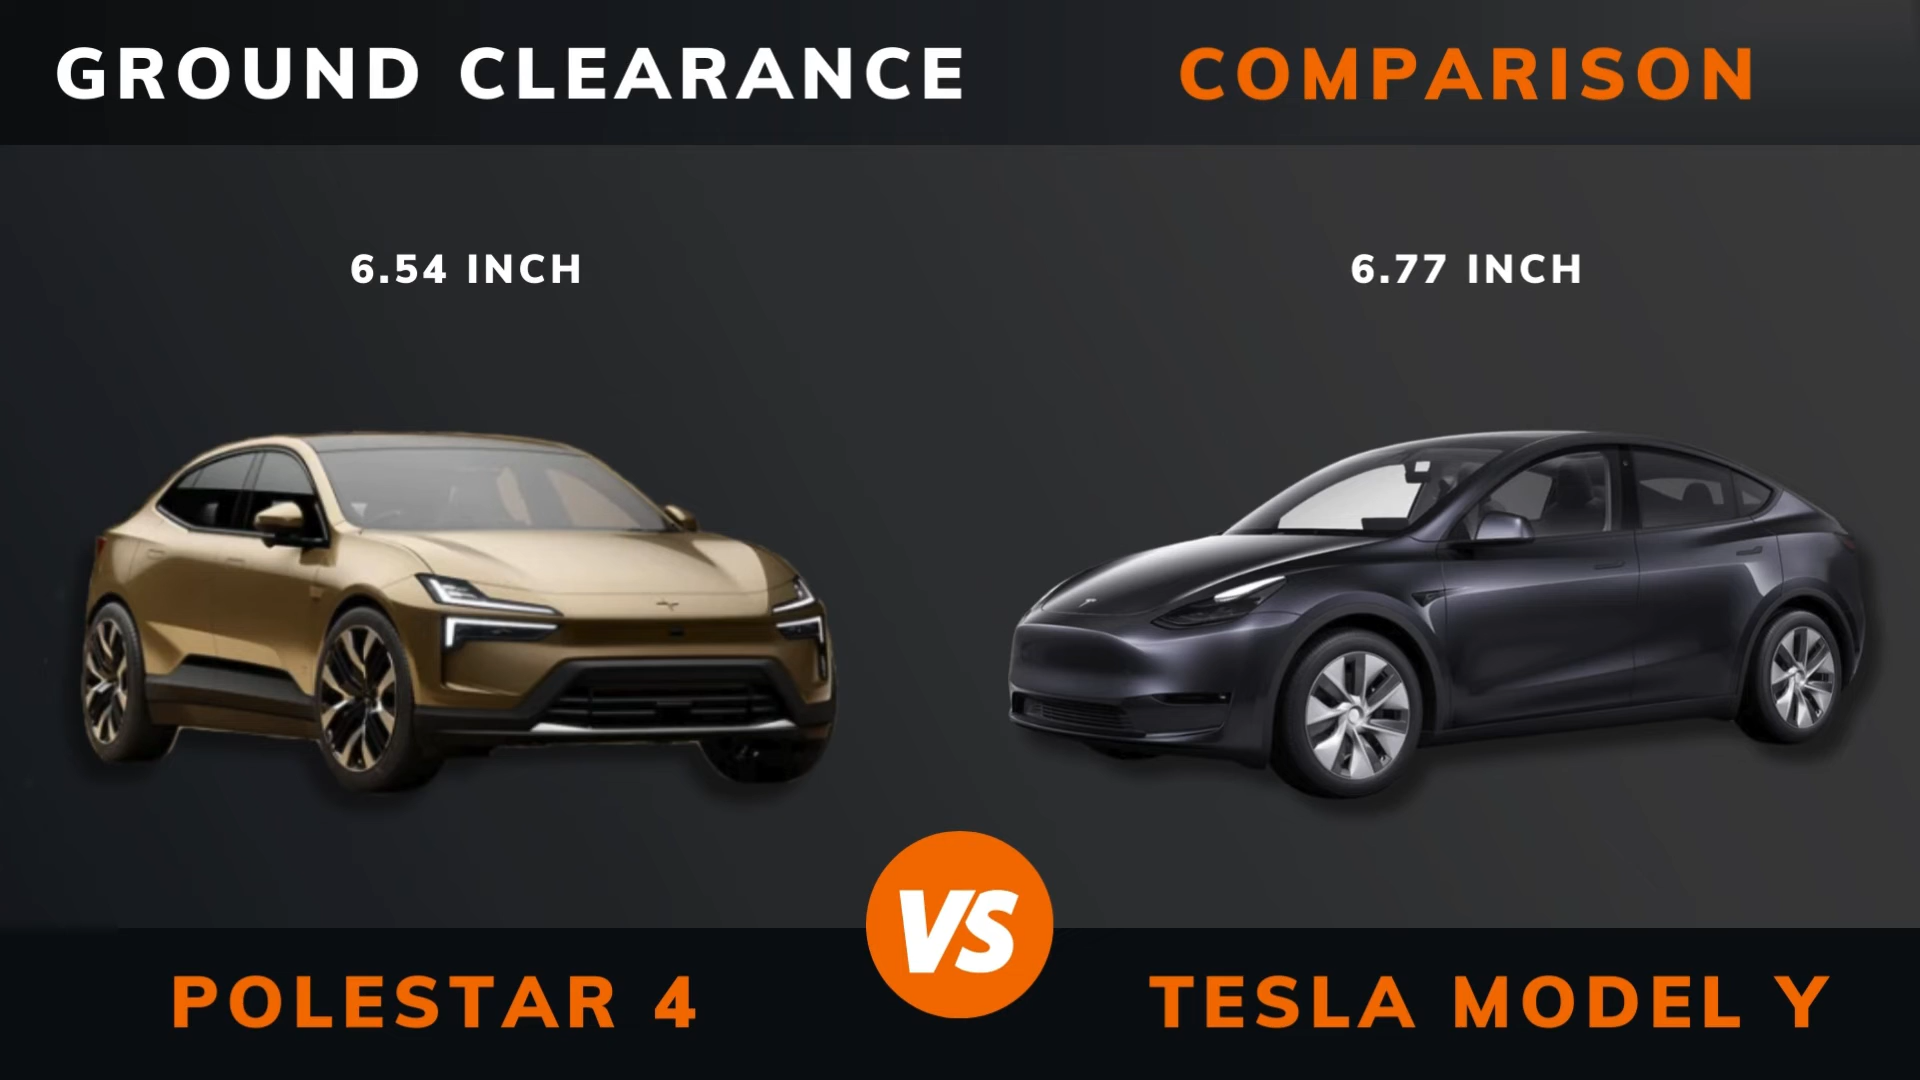 GROUND CLEARANCE COMPARISON
6.54 INCH
6.77 INCH
VS
POLESTAR 4
TESLA MODEL Y